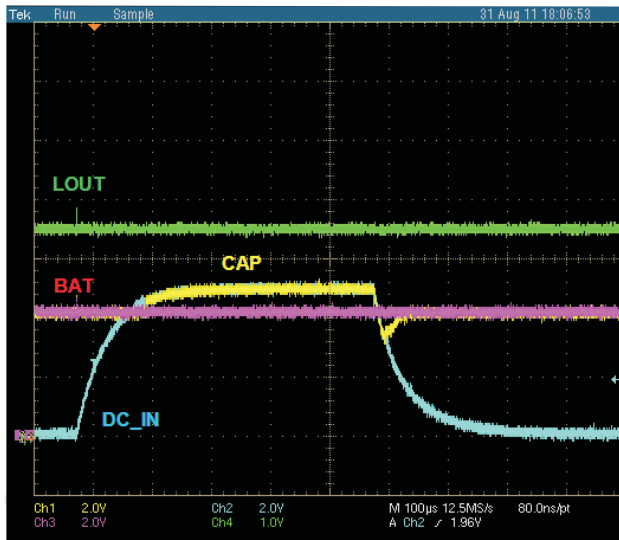 Tek Run Sample 31 Aug 11 18:06:53
LOUT
CAP
BAT
DC_IN
Ch1 2.0V Ch2 2.0V M 100µs 12.5MS/s 80.0ns/pt
Ch3 2.0V Ch4 1.0V A Ch2 / 1.96V